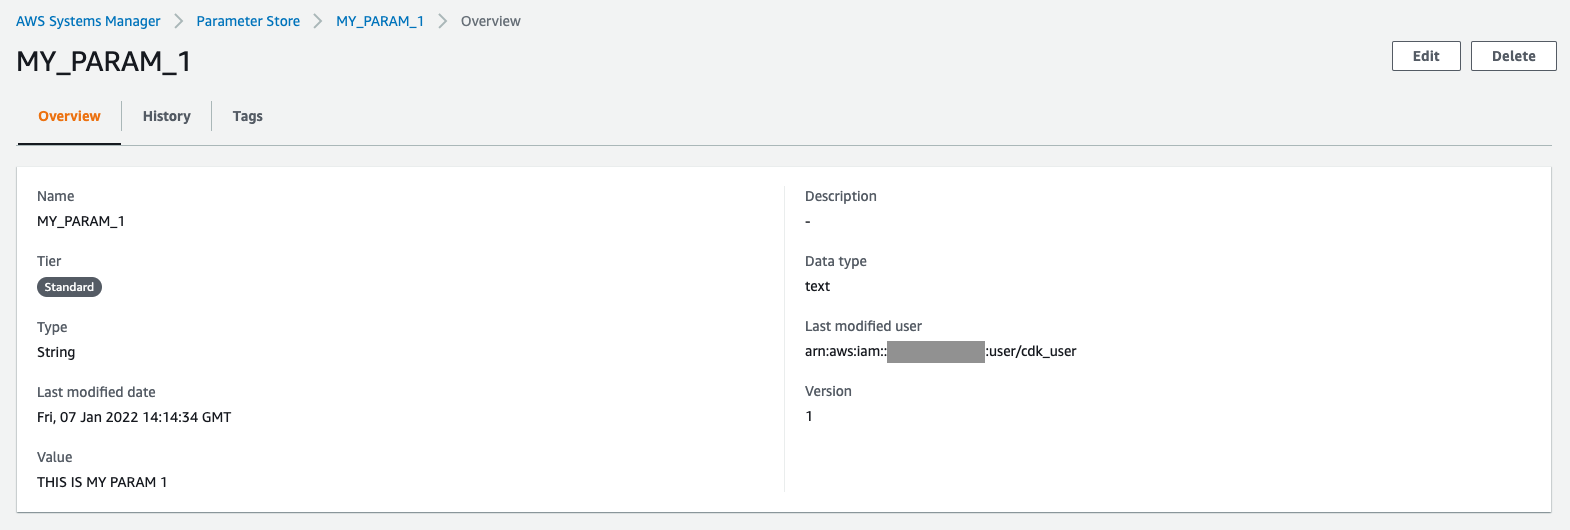 AWS Systems Manager > Parameter Store > MY_PARAM_1 > Overview
MY_PARAM_1
Edit
Delete
Overview
History
Tags
Name
MY_PARAM_1
Tier
Standard
Type
String
Last modified date
Fri, 07 Jan 2022 14:14:34 GMT
Value
THIS IS MY PARAM 1
Description
-
Data type
text
Last modified user
arn:aws:iam:: :user/cdk_user
Version
1